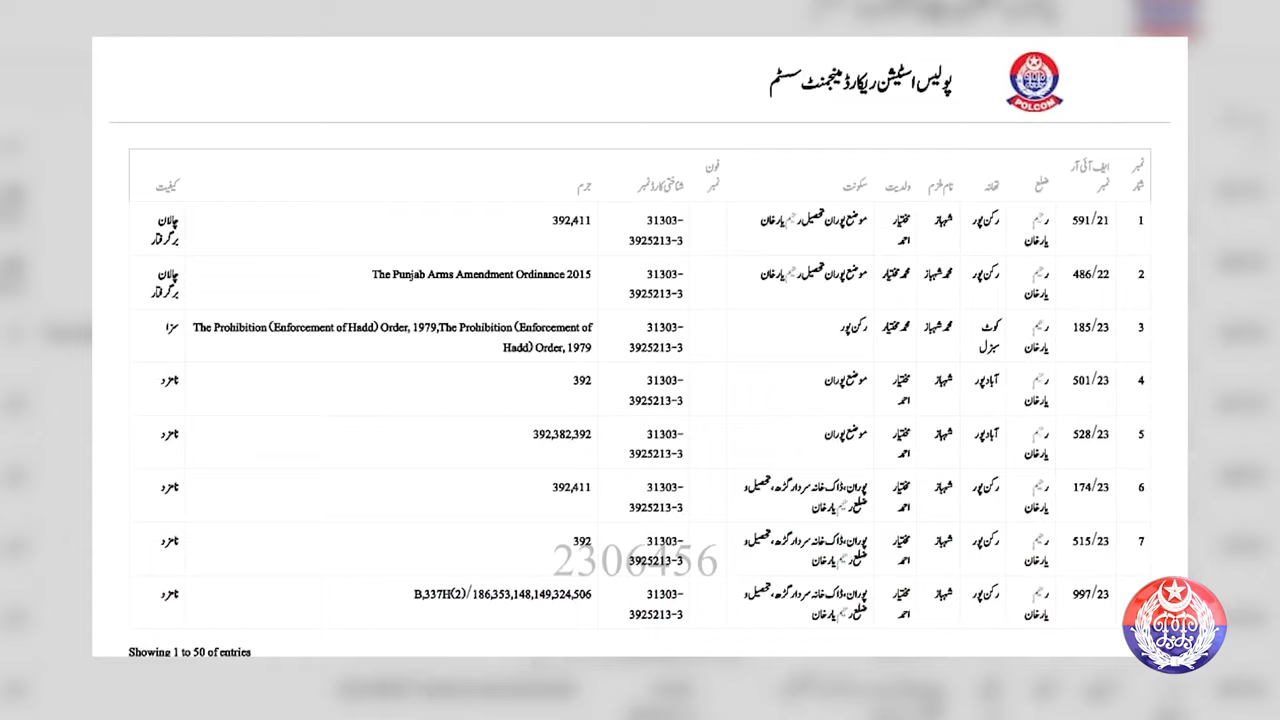 پولیس اسٹیشن ریکارڈ مینجمنٹ سسٹم
POLCOM
نمبر شمار ایف آئی آر نمبر ضلع تھانہ نام ملزم ولدیت سکونت فون نمبر شناختی کارڈ نمبر جرم کیفیت
1 591/21 رحیم رکن پور شہباز مختیار موضع پوران تحصیل رحیم یار خان 31303- 392,411 چالان
یار خان احمد 3925213-3 برگرفتار
2 486/22 رحیم رکن پور محمد شہباز محمد مختیار موضع پوران تحصیل رحیم یار خان 31303- The Punjab Arms Amendment Ordinance 2015 چالان
یار خان 3925213-3 برگرفتار
3 185/23 رحیم کوٹ محمد شہباز محمد مختیار رکن پور 31303- The Prohibition (Enforcement of Hadd) Order, 1979,The Prohibition (Enforcement of سزا
یار خان سبزل 3925213-3 Hadd) Order, 1979
4 501/23 رحیم آباد پور شہباز مختیار موضع پوران 31303- 392 نامزد
یار خان احمد 3925213-3
5 528/23 رحیم آباد پور شہباز مختیار موضع پوران 31303- 392,382,392 نامزد
یار خان احمد 3925213-3
6 174/23 رحیم رکن پور شہباز مختیار پوران، ڈاک خانہ سردار گڑھ، تحصیل و 31303- 392,411 نامزد
یار خان احمد ضلع رحیم یار خان 3925213-3
7 515/23 رحیم رکن پور شہباز مختیار پوران، ڈاک خانہ سردار گڑھ، تحصیل و 31303- 392 نامزد
یار خان احمد ضلع رحیم یار خان 3925213-3
2306456
997/23 رحیم رکن پور شہباز مختیار پوران، ڈاک خانہ سردار گڑھ، تحصیل و 31303- B,337H(2)/186,353,148,149,324,506 نامزد
یار خان احمد ضلع رحیم یار خان 3925213-3
Showing 1 to 50 of entries